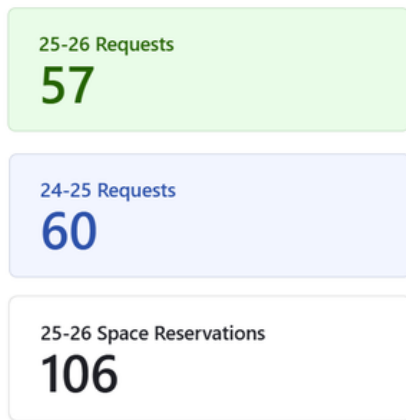 25-26 Requests
57
24-25 Requests
60
25-26 Space Reservations
106